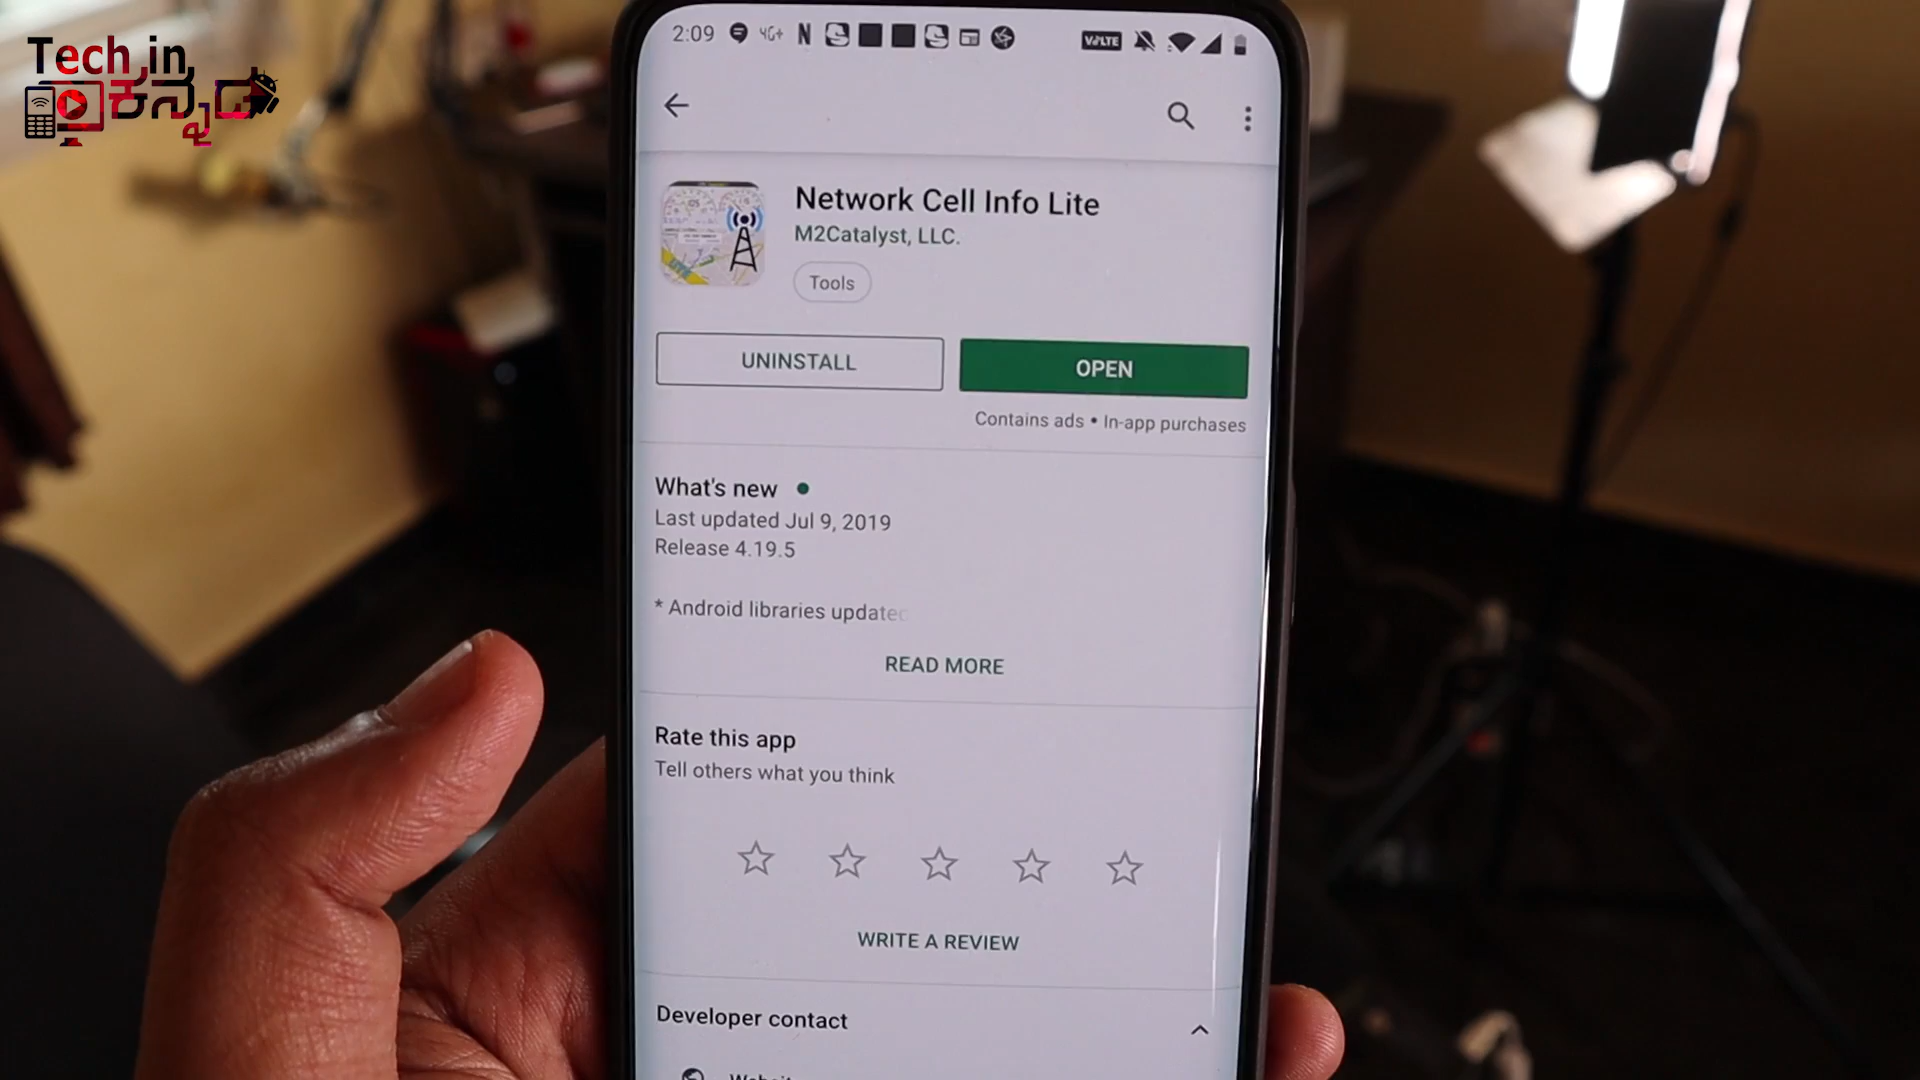 Tech in
ಕನ್ನಡ
2:09 4G+ N VoLTE
Network Cell Info Lite
M2Catalyst, LLC.
Tools
UNINSTALL
OPEN
Contains ads • In-app purchases
What's new
Last updated Jul 9, 2019
Release 4.19.5
* Android libraries updated
READ MORE
Rate this app
Tell others what you think
WRITE A REVIEW
Developer contact